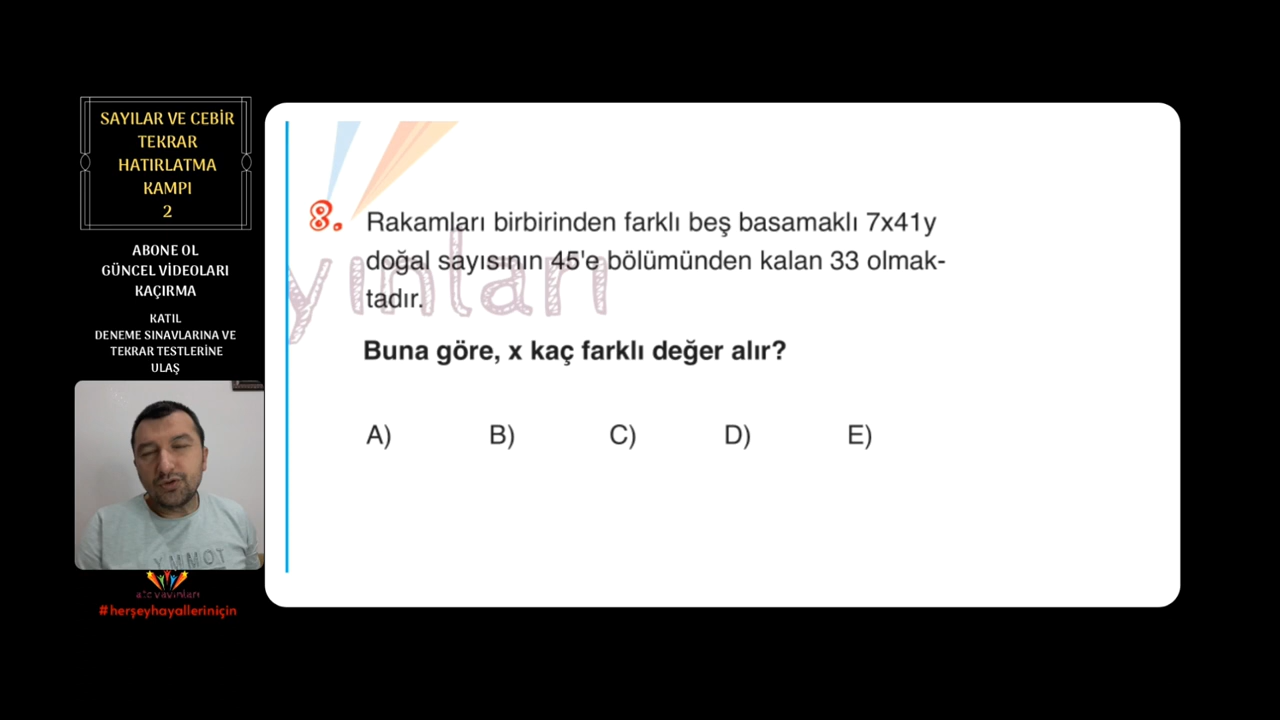 SAYILAR VE CEBİR
TEKRAR
HATIRLATMA
KAMPI
2
ABONE OL
GÜNCEL VİDEOLARI
KAÇIRMA
KATIL
DENEME SINAVLARINA VE
TEKRAR TESTLERİNE
ULAŞ
#herşeyhayalleriniçin
8. Rakamları birbirinden farklı beş basamaklı 7x41y
doğal sayısının 45'e bölümünden kalan 33 olmak-
tadır.
Buna göre, x kaç farklı değer alır?
A) B) C) D) E)